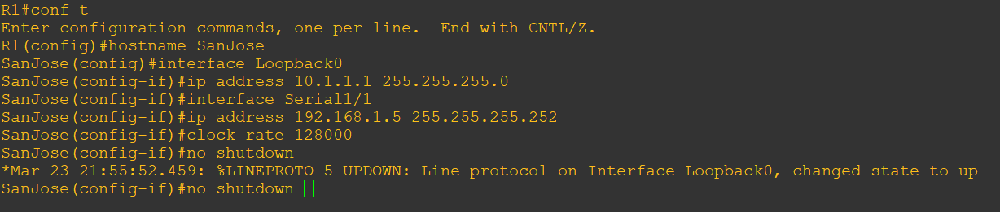 R1#conf t
Enter configuration commands, one per line.  End with CNTL/Z.
R1(config)#hostname SanJose
SanJose(config)#interface Loopback0
SanJose(config-if)#ip address 10.1.1.1 255.255.255.0
SanJose(config-if)#interface Serial1/1
SanJose(config-if)#ip address 192.168.1.5 255.255.255.252
SanJose(config-if)#clock rate 128000
SanJose(config-if)#no shutdown
*Mar 23 21:55:52.459: %LINEPROTO-5-UPDOWN: Line protocol on Interface Loopback0, changed state to up
SanJose(config-if)#no shutdown